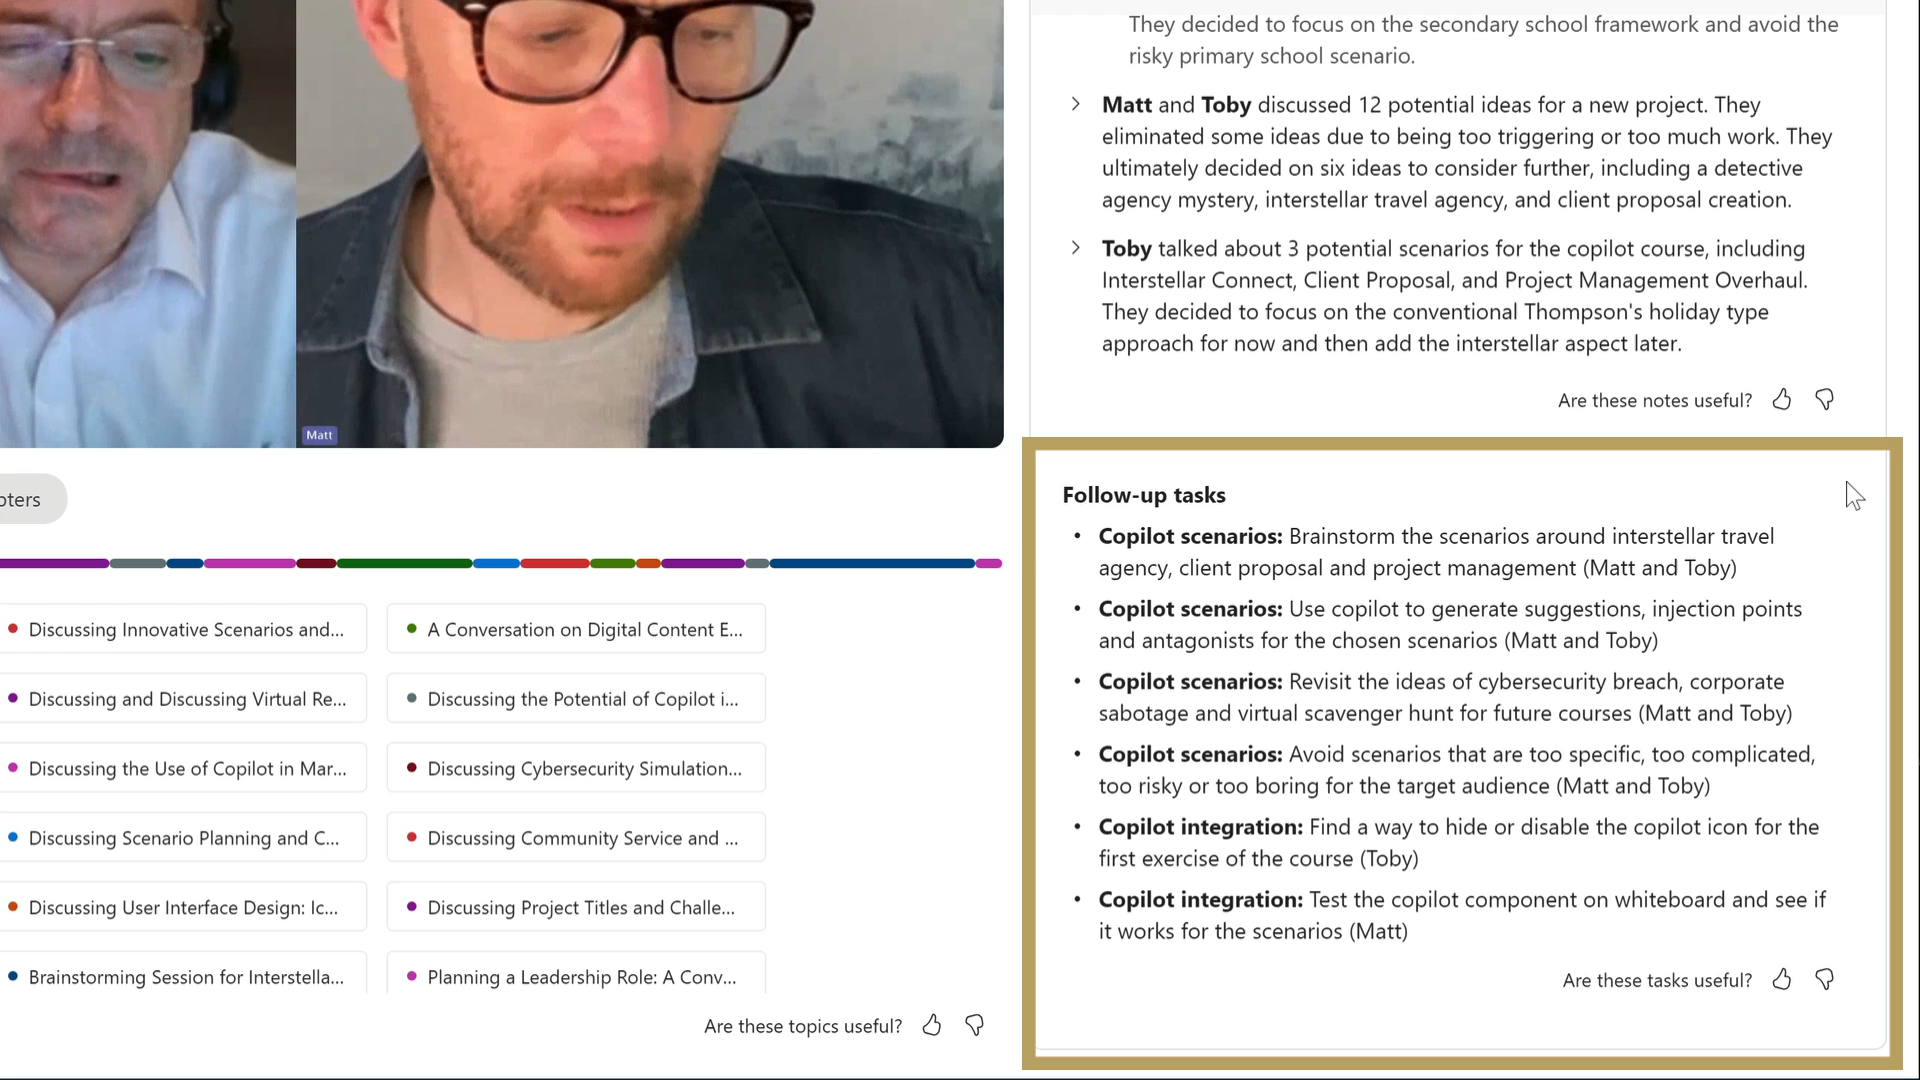 They decided to focus on the secondary school framework and avoid the
risky primary school scenario.
Matt and Toby discussed 12 potential ideas for a new project. They
eliminated some ideas due to being too triggering or too much work. They
ultimately decided on six ideas to consider further, including a detective
agency mystery, interstellar travel agency, and client proposal creation.
Toby talked about 3 potential scenarios for the copilot course, including
Interstellar Connect, Client Proposal, and Project Management Overhaul.
They decided to focus on the conventional Thompson's holiday type
approach for now and then add the interstellar aspect later.
Are these notes useful?
Matt
Follow-up tasks
• Copilot scenarios: Brainstorm the scenarios around interstellar travel
agency, client proposal and project management (Matt and Toby)
• Copilot scenarios: Use copilot to generate suggestions, injection points
and antagonists for the chosen scenarios (Matt and Toby)
• Copilot scenarios: Revisit the ideas of cybersecurity breach, corporate
sabotage and virtual scavenger hunt for future courses (Matt and Toby)
• Copilot scenarios: Avoid scenarios that are too specific, too complicated,
too risky or too boring for the target audience (Matt and Toby)
• Copilot integration: Find a way to hide or disable the copilot icon for the
first exercise of the course (Toby)
• Copilot integration: Test the copilot component on whiteboard and see if
it works for the scenarios (Matt)
Are these tasks useful?
Discussing Innovative Scenarios and...
A Conversation on Digital Content E...
Discussing and Discussing Virtual Re...
Discussing the Potential of Copilot i...
Discussing the Use of Copilot in Mar...
Discussing Cybersecurity Simulation...
Discussing Scenario Planning and C...
Discussing Community Service and ...
Discussing User Interface Design: Ic...
Discussing Project Titles and Challe...
Brainstorming Session for Interstella...
Planning a Leadership Role: A Conv...
Are these topics useful?